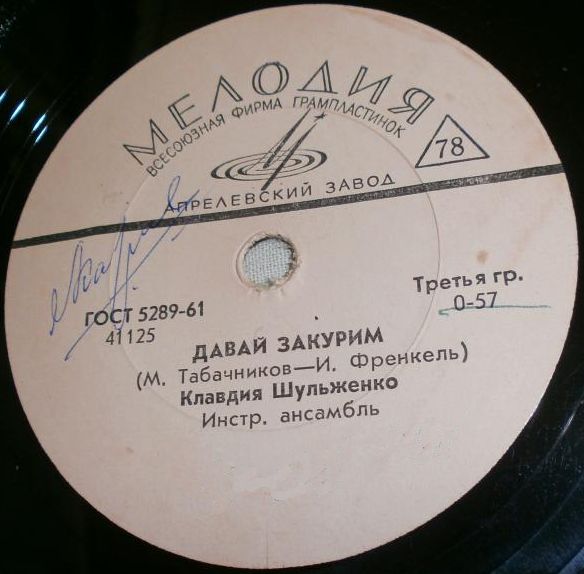 МЕЛОДИЯ
ВСЕСОЮЗНАЯ ФИРМА ГРАМПЛАСТИНОК
78
АПРЕЛЕВСКИЙ ЗАВОД
ГОСТ 5289-61
41125
Третья гр.
0-57
ДАВАЙ ЗАКУРИМ
(М. Табачников—И. Френкель)
Клавдия Шульженко
Инстр. ансамбль